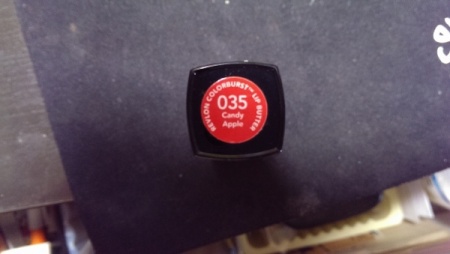 REVLON COLORBURST™ LIP BUTTER
035
Candy
Apple